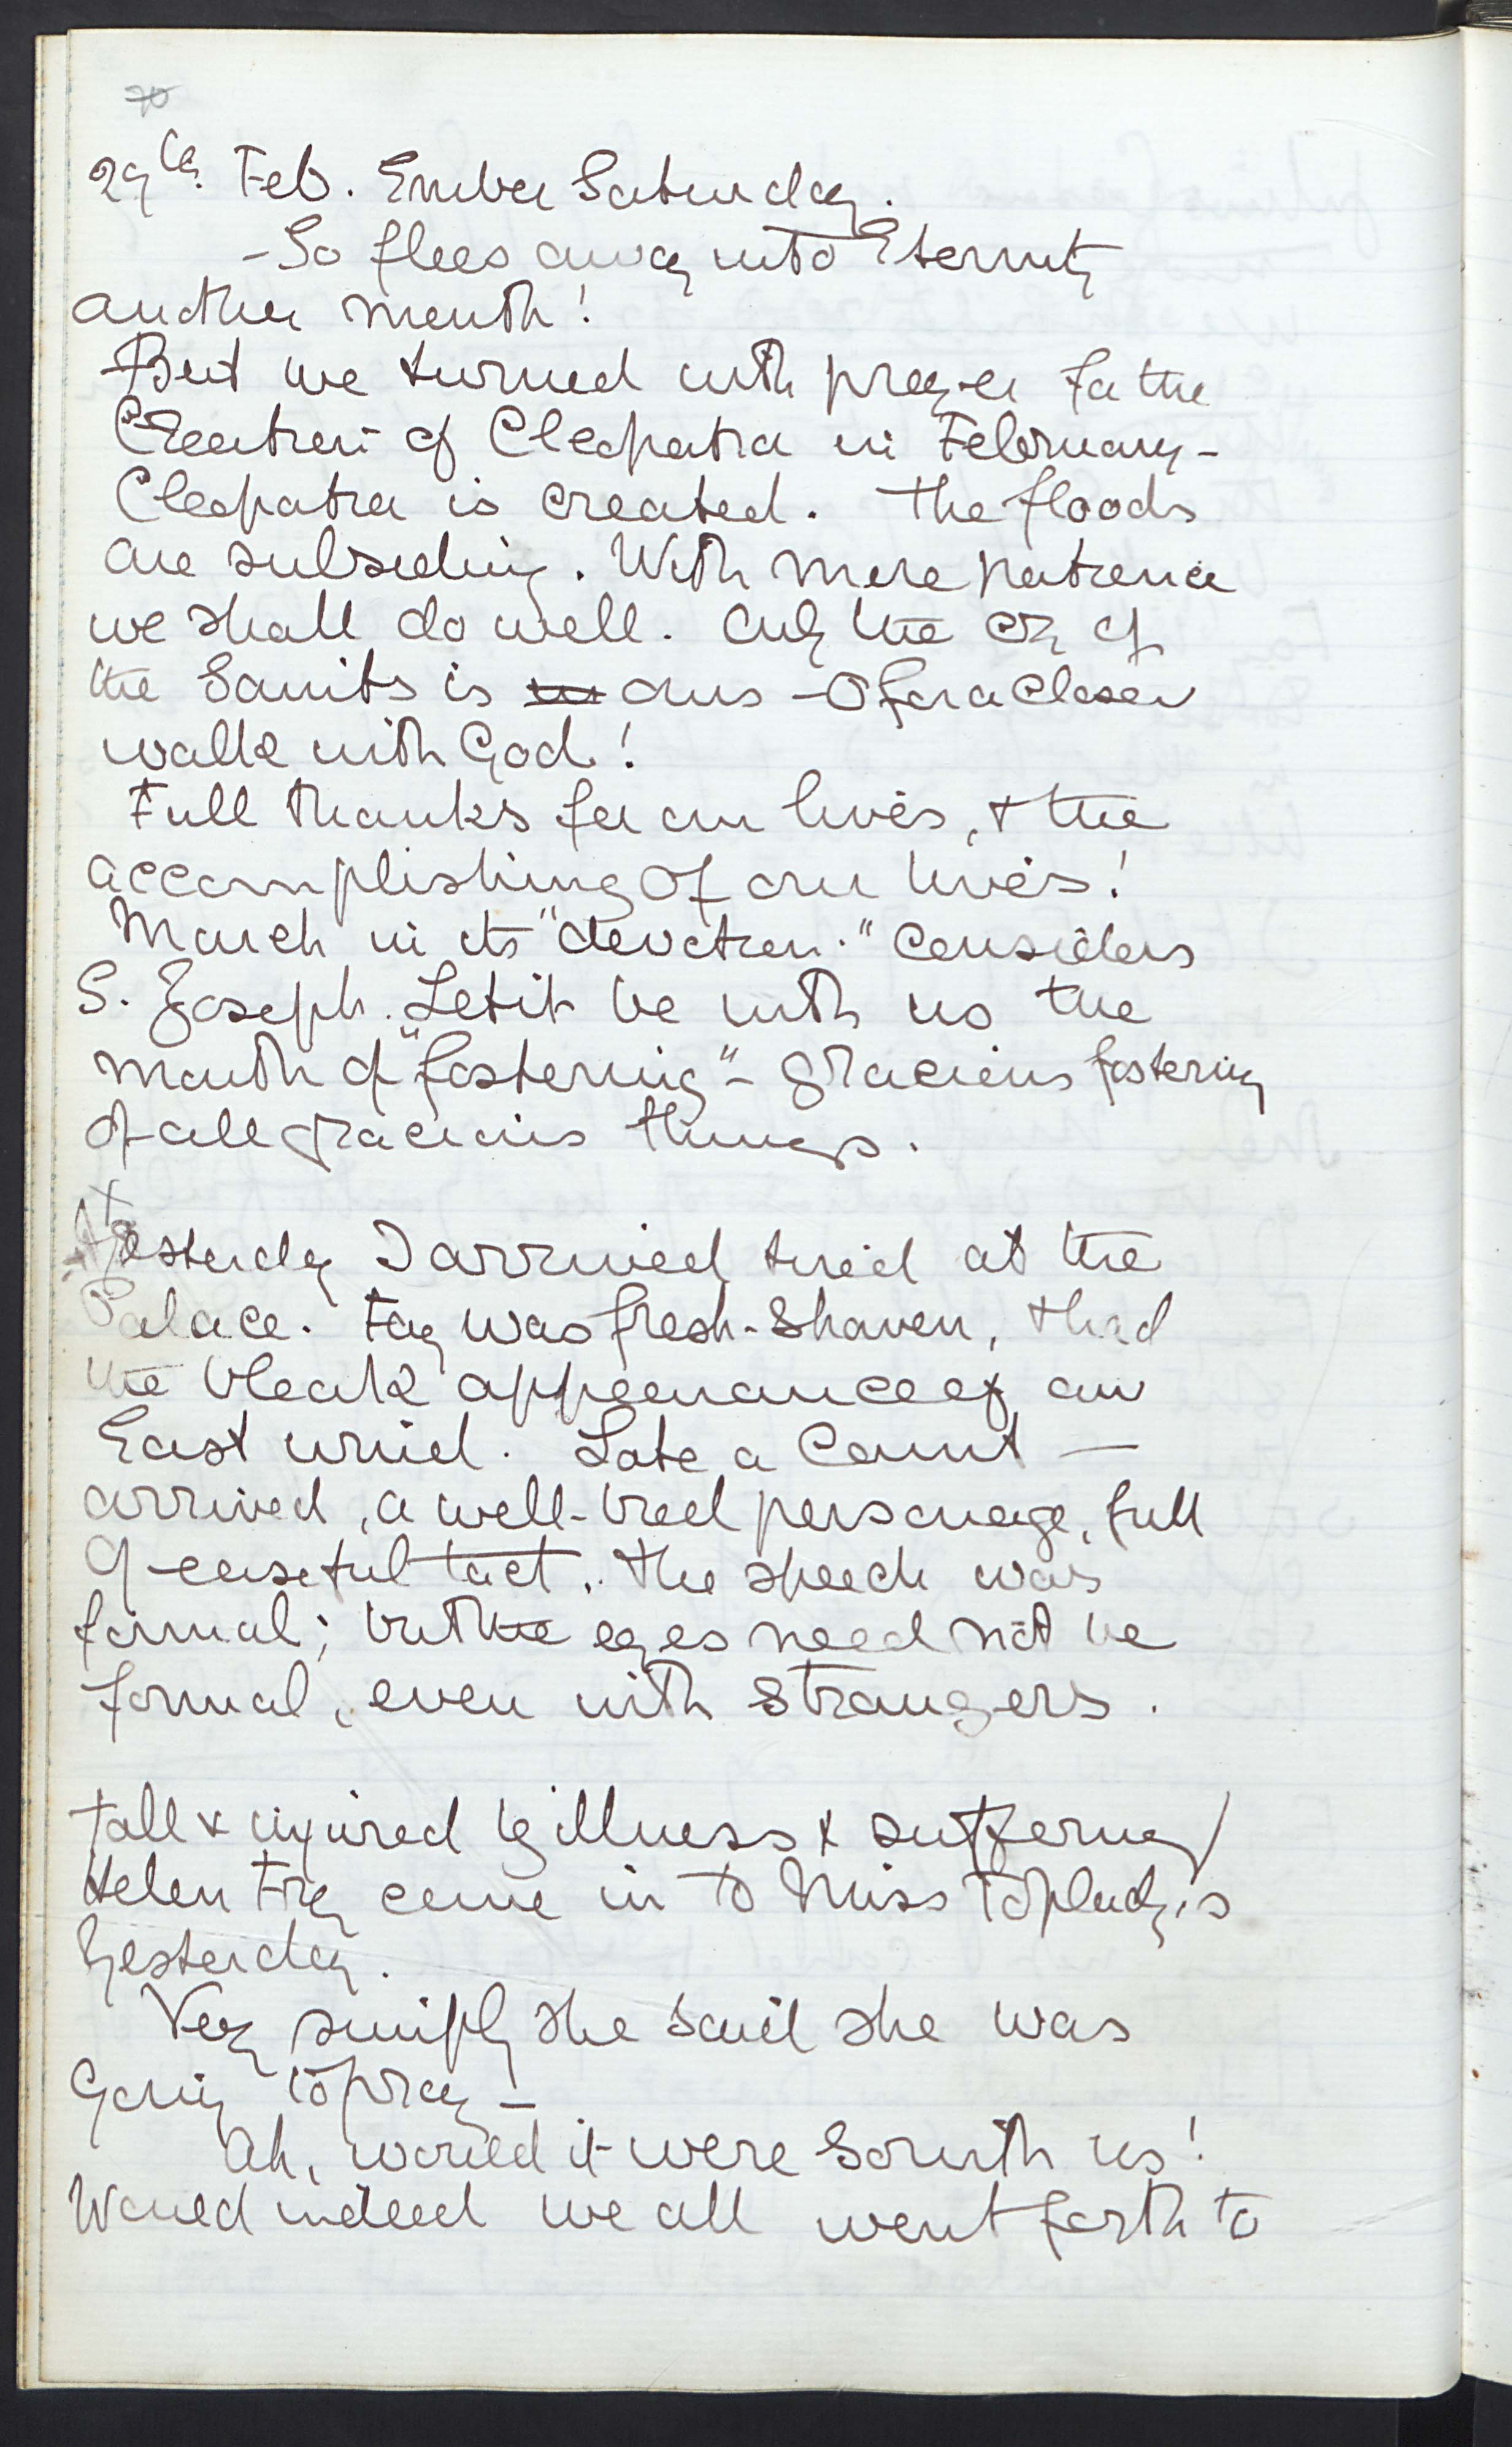 70
29th. Feb. Ember Saturday.
- So flees away into Eternity
another month!
But we turned with prayer for the
Creation of Cleopatra in February -
Cleopatra is created. The floods
are subsiding. With more patience
we shall do well. Only the cry of
the Saints is ours - O for a closer
walk with God!
Full thanks for our lives, & the
accomplishing of our lives!
March in its "devotion." considers
S. Joseph. Let it be with us the
month of "fostering" - gracious fostering
of all gracious things.
Yesterday I arrived tired at the
Palace. Fay was fresh-shaven, & had
the bleak appearance of an
East wind. Late a Count —
arrived, a well-bred personage, full
of easeful tact. The speech was
formal; but the eyes need not be
formal, even with strangers.
Tall & injured by illness & suffering/
Helen Fry came in to Miss Toplady's
yesterday.
Very simply she said she was
going to pray -
Ah, would it were so with us!
Would indeed we all went forth to